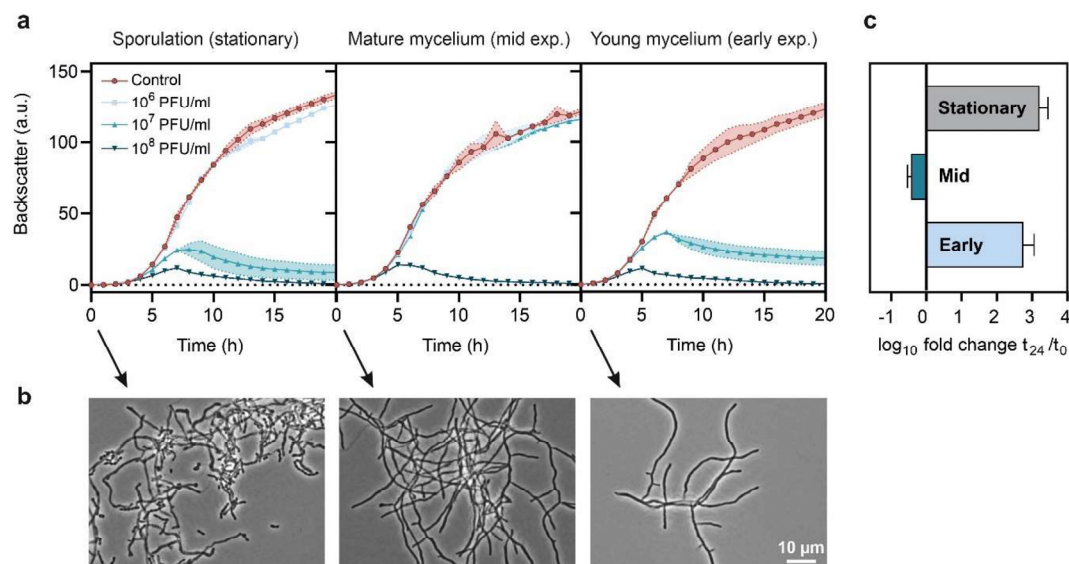 a
c
Sporulation (stationary)
Mature mycelium (mid exp.)
Young mycelium (early exp.)
Backscatter (a.u.)
150
100
50
0
Control
10⁶ PFU/ml
10⁷ PFU/ml
10⁸ PFU/ml
0 5 10 15 0 5 10 15 0 5 10 15 20
Time (h) Time (h) Time (h)
Stationary
Mid
Early
-1 0 1 2 3 4
log₁₀ fold change t₂₄/t₀
b
10 µm